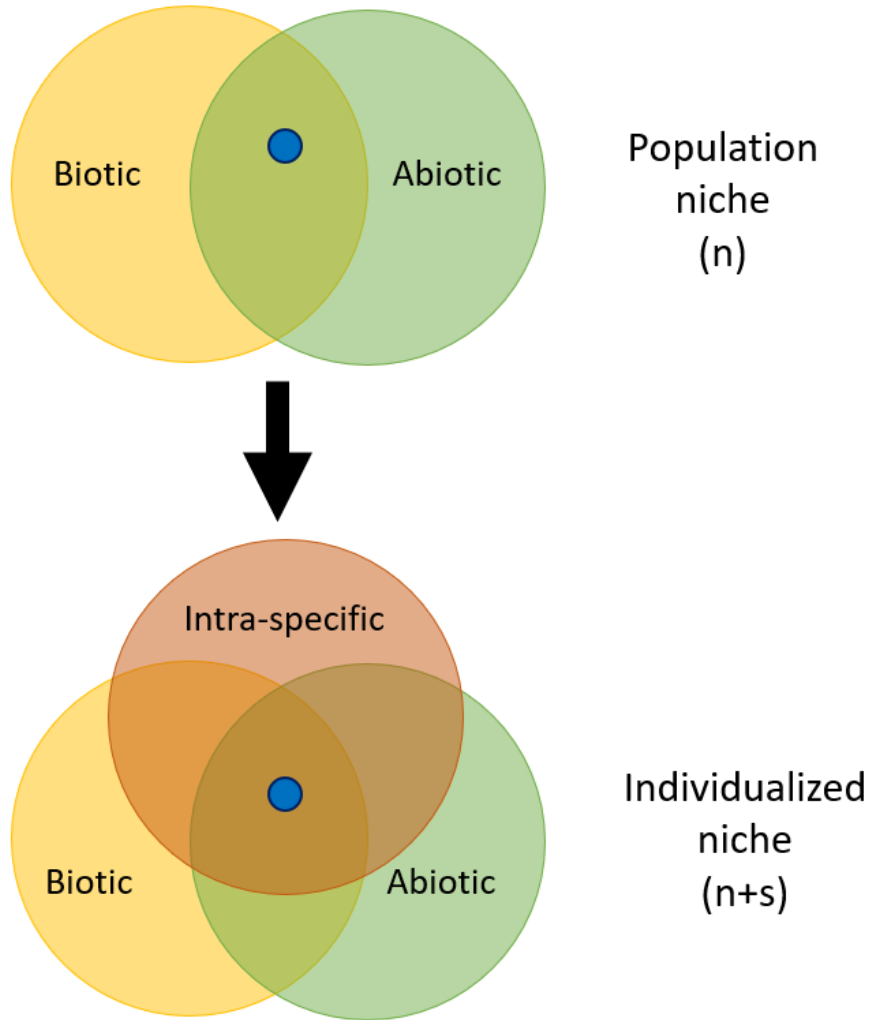 Biotic
Abiotic
Population
niche
(n)
Intra-specific
Biotic
Abiotic
Individualized
niche
(n+s)